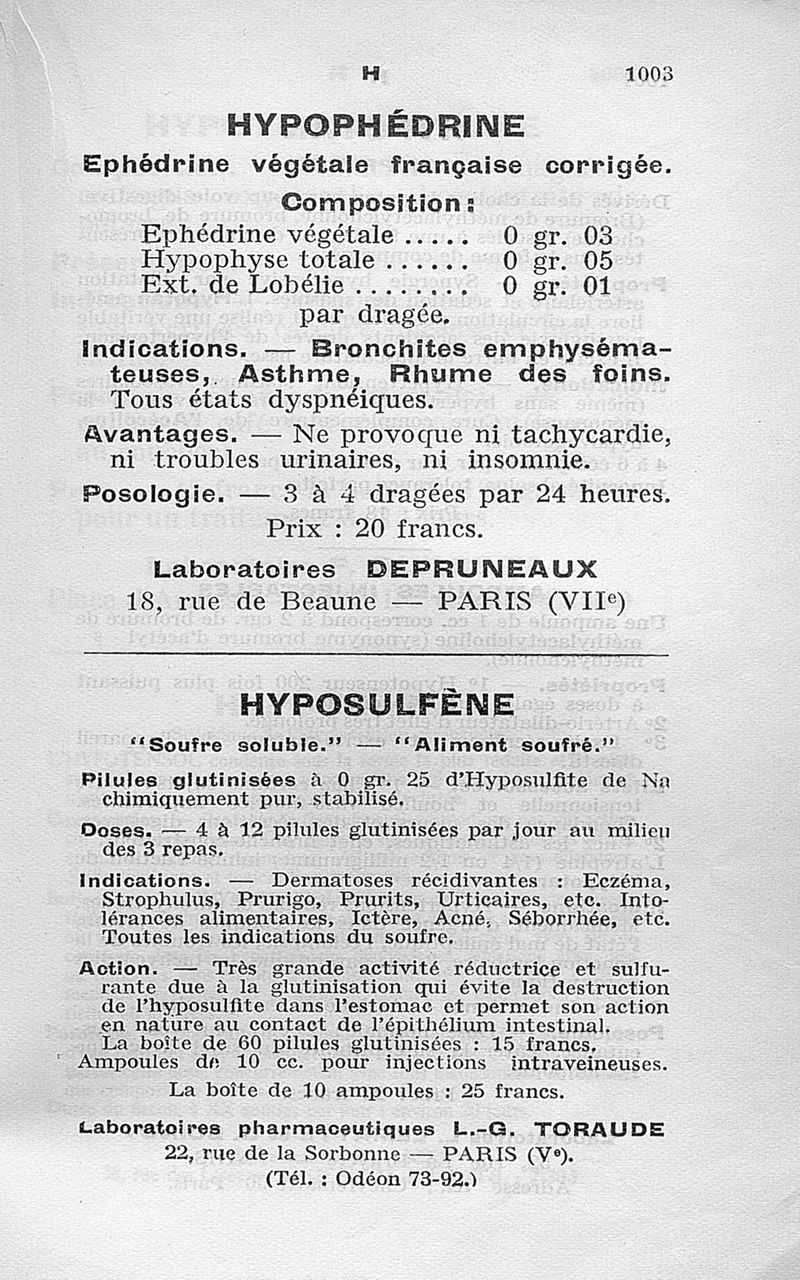 H 1003
HYPOPHÉDRINE
Ephédrine végétale française corrigée.
Composition :
Ephédrine végétale ...... 0 gr. 03
Hypophyse totale ....... 0 gr. 05
Ext. de Lobélie ......... 0 gr. 01
par dragée.
Indications. — Bronchites emphyséma-
teuses, Asthme, Rhume des foins.
Tous états dyspnéiques.
Avantages. — Ne provoque ni tachycardie,
ni troubles urinaires, ni insomnie.
Posologie. — 3 à 4 dragées par 24 heures.
Prix : 20 francs.
Laboratoires DEPRUNEAUX
18, rue de Beaune — PARIS (VIIe)
HYPOSULFÈNE
“Soufre soluble.” — “Aliment soufré.”
Pilules glutinisées à 0 gr. 25 d’Hyposulfite de Na
chimiquement pur, stabilisé.
Doses. — 4 à 12 pilules glutinisées par jour au milieu
des 3 repas.
Indications. — Dermatoses récidivantes : Eczéma,
Strophulus, Prurigo, Prurits, Urticaires, etc. Into-
lérances alimentaires, Ictère, Acné, Séborrhée, etc.
Toutes les indications du soufre.
Action. — Très grande activité réductrice et sulfu-
rante due à la glutinisation qui évite la destruction
de l’hyposulfite dans l’estomac et permet son action
en nature au contact de l’épithélium intestinal.
La boîte de 60 pilules glutinisées : 15 francs.
Ampoules de 10 cc. pour injections intraveineuses.
La boîte de 10 ampoules : 25 francs.
Laboratoires pharmaceutiques L.-G. TORAUDE
22, rue de la Sorbonne — PARIS (Ve).
(Tél. : Odéon 73-92.)